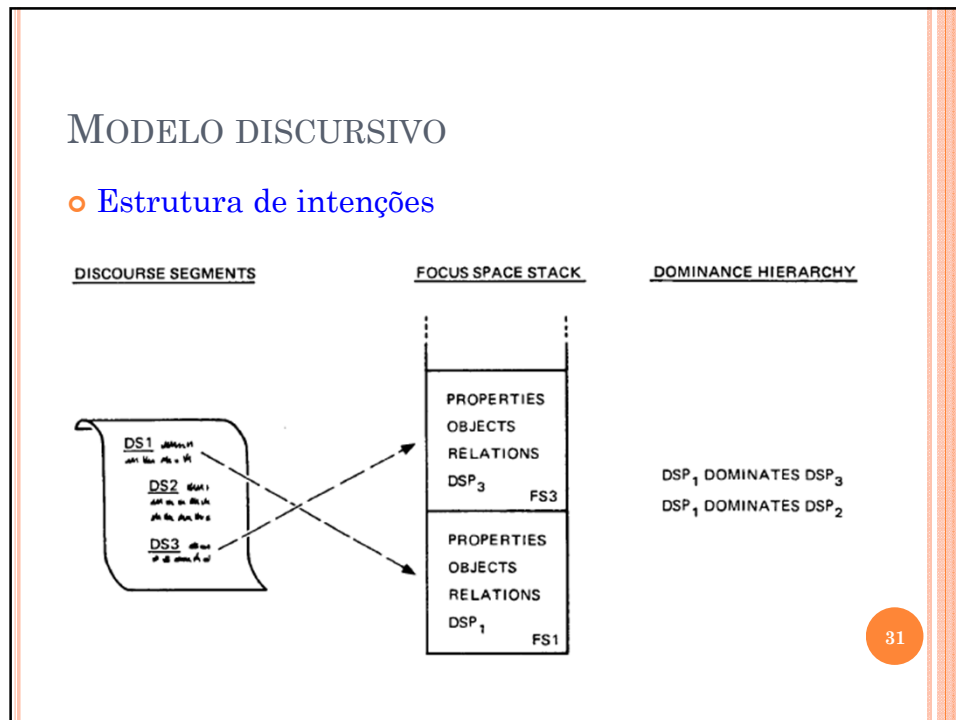 MODELO DISCURSIVO
Estrutura de intenções
DISCOURSE SEGMENTS
FOCUS SPACE STACK
DOMINANCE HIERARCHY
DS1
DS2
DS3
PROPERTIES
OBJECTS
RELATIONS
DSP₃
FS3
PROPERTIES
OBJECTS
RELATIONS
DSP₁
FS1
DSP₁ DOMINATES DSP₃
DSP₁ DOMINATES DSP₂
31